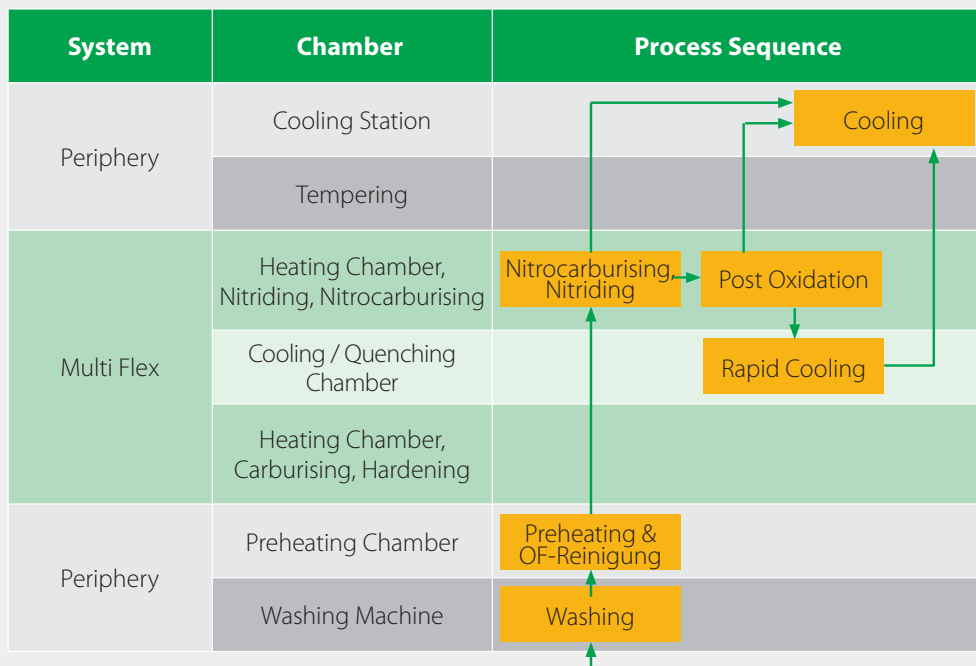 System Chamber Process Sequence
Periphery
Cooling Station
Cooling
Tempering
Multi Flex
Heating Chamber,
Nitriding, Nitrocarburising
Nitrocarburising,
Nitriding
Post Oxidation
Cooling / Quenching
Chamber
Rapid Cooling
Heating Chamber,
Carburising, Hardening
Periphery
Preheating Chamber
Preheating &
OF-Reinigung
Washing Machine
Washing